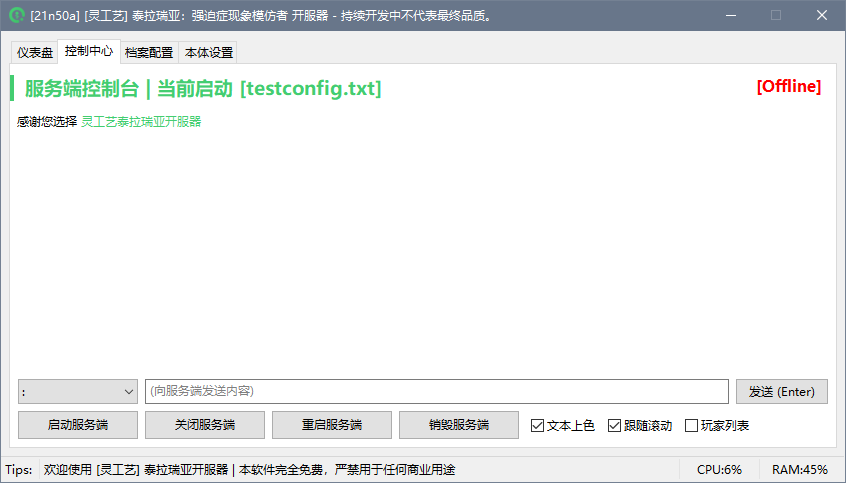 [21n50a] [灵工艺] 泰拉瑞亚：强迫症现象模仿者 开服器 - 持续开发中不代表最终品质。
仪表盘 控制中心 档案配置 本体设置
服务端控制台 | 当前启动 [testconfig.txt] [Offline]
感谢您选择 灵工艺泰拉瑞亚开服器
: (向服务端发送内容) 发送 (Enter)
启动服务端 关闭服务端 重启服务端 销毁服务端 文本上色 跟随滚动 玩家列表
Tips: 欢迎使用 [灵工艺] 泰拉瑞亚开服器 | 本软件完全免费，严禁用于任何商业用途 CPU:6% RAM:45%